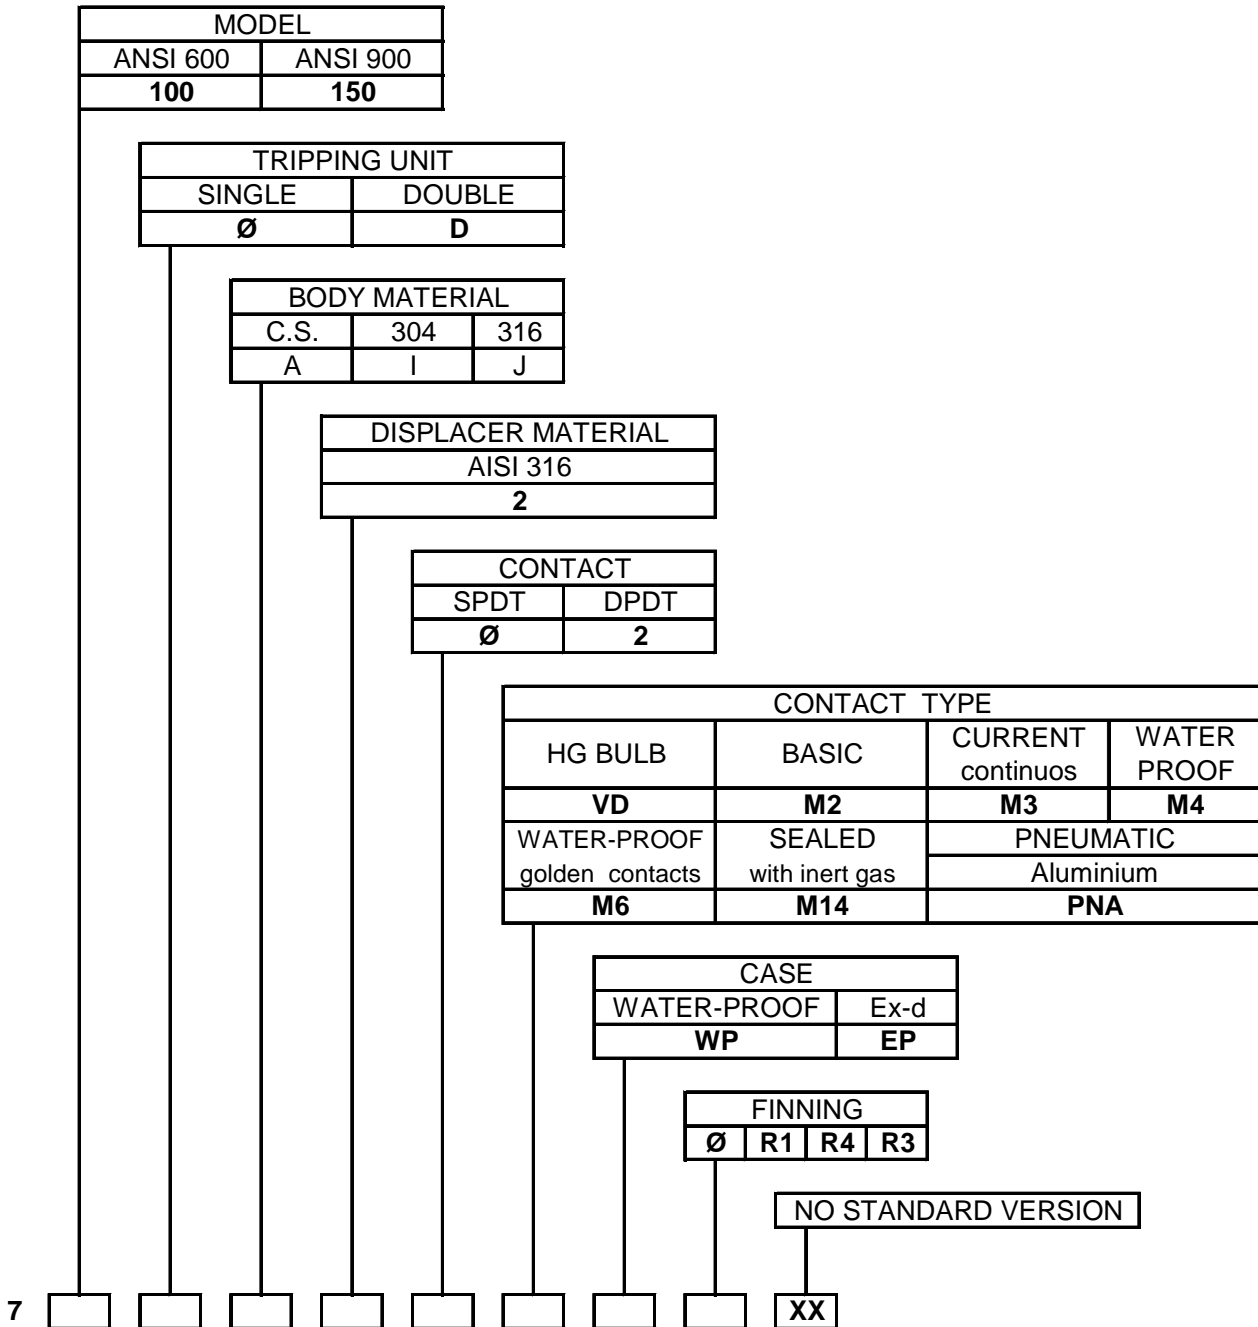 MODEL
ANSI 600 ANSI 900
100 150
TRIPPING UNIT
SINGLE DOUBLE
Ø D
BODY MATERIAL
C.S. 304 316
A I J
DISPLACER MATERIAL
AISI 316
2
CONTACT
SPDT DPDT
Ø 2
CONTACT TYPE
HG BULB BASIC CURRENT continuos WATER PROOF
VD M2 M3 M4
WATER-PROOF golden contacts SEALED with inert gas PNEUMATIC
Aluminium
M6 M14 PNA
CASE
WATER-PROOF Ex-d
WP EP
FINNING
Ø R1 R4 R3
NO STANDARD VERSION
7 XX